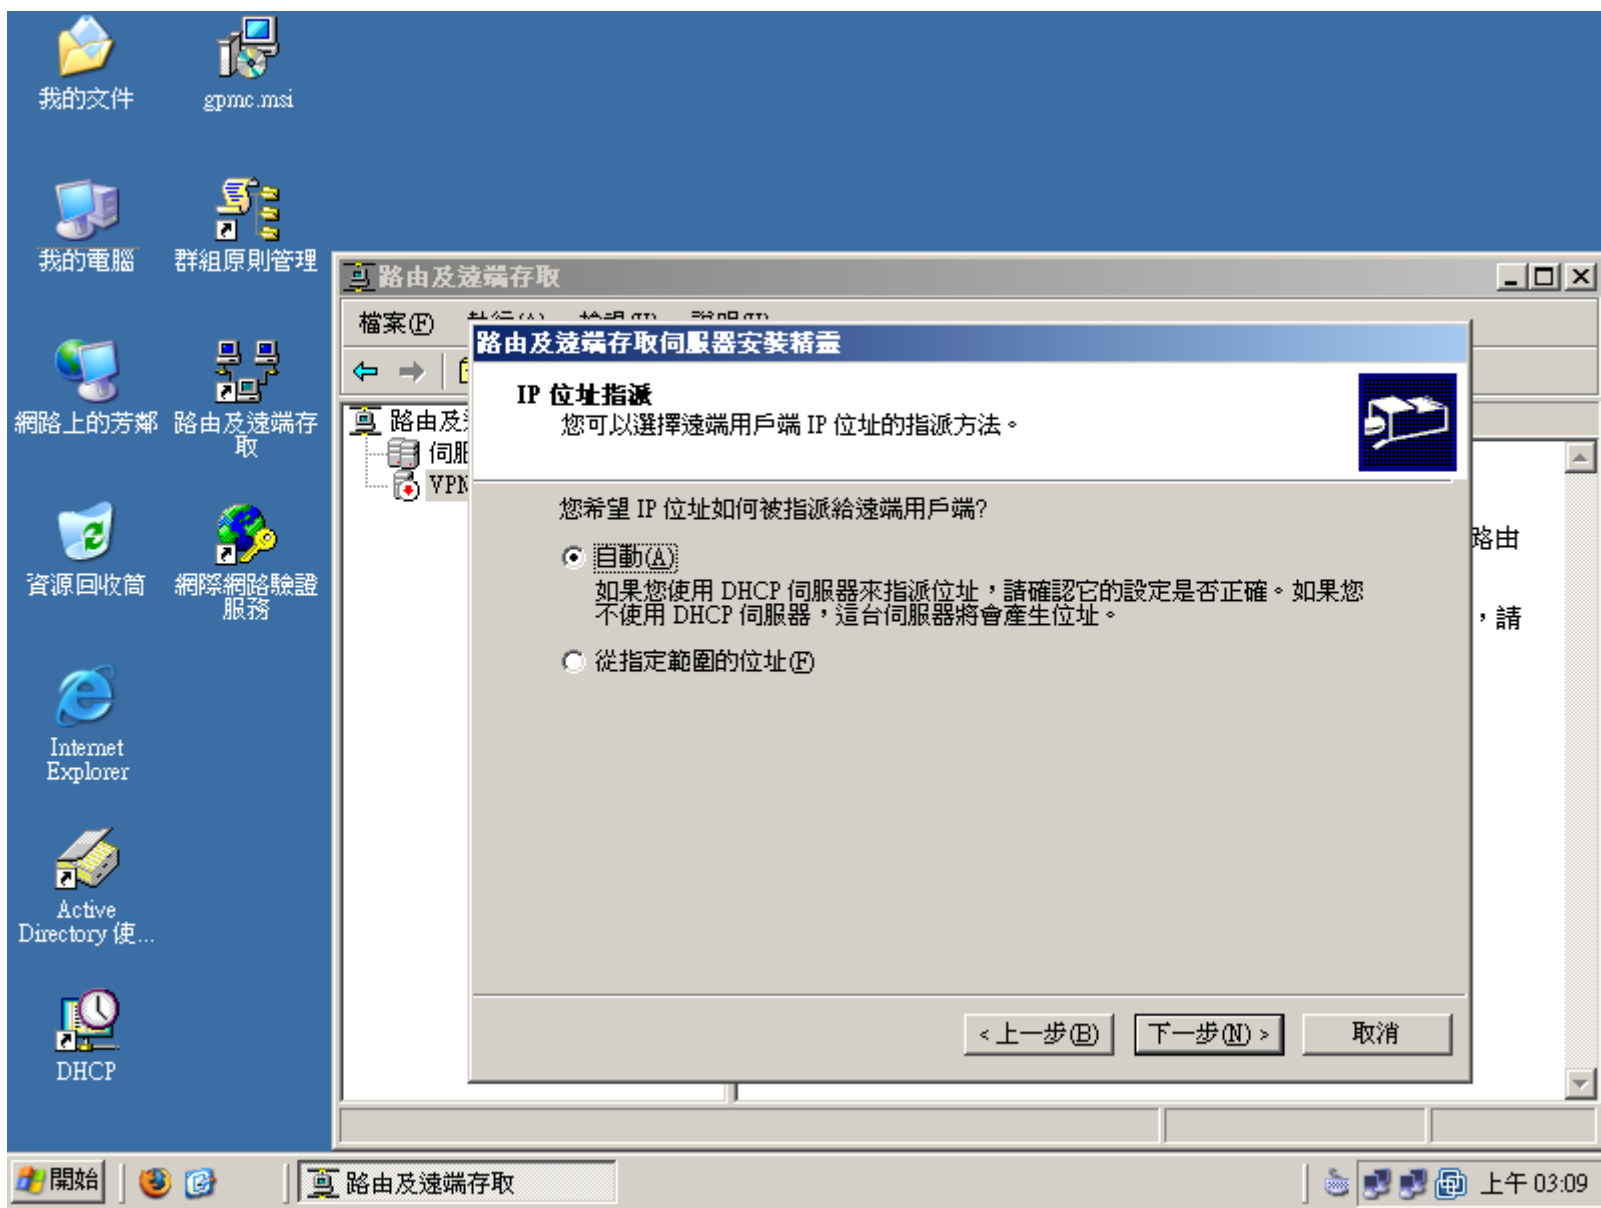 我的文件
gpmc.msi
我的電腦
群組原則管理
網路上的芳鄰
路由及遠端存
取
資源回收筒
網際網路驗證
服務
Internet
Explorer
Active
Directory 使...
DHCP
路由及遠端存取
檔案(F)
路由及遠端存取伺服器安裝精靈
IP 位址指派
您可以選擇遠端用戶端 IP 位址的指派方法。
路由及
伺服
VPN
您希望 IP 位址如何被指派給遠端用戶端?
自動(A)
如果您使用 DHCP 伺服器來指派位址，請確認它的設定是否正確。如果您
不使用 DHCP 伺服器，這台伺服器將會產生位址。
從指定範圍的位址(F)
路由
，請
<上一步(B)
下一步(N) >
取消
開始
路由及遠端存取
上午 03:09